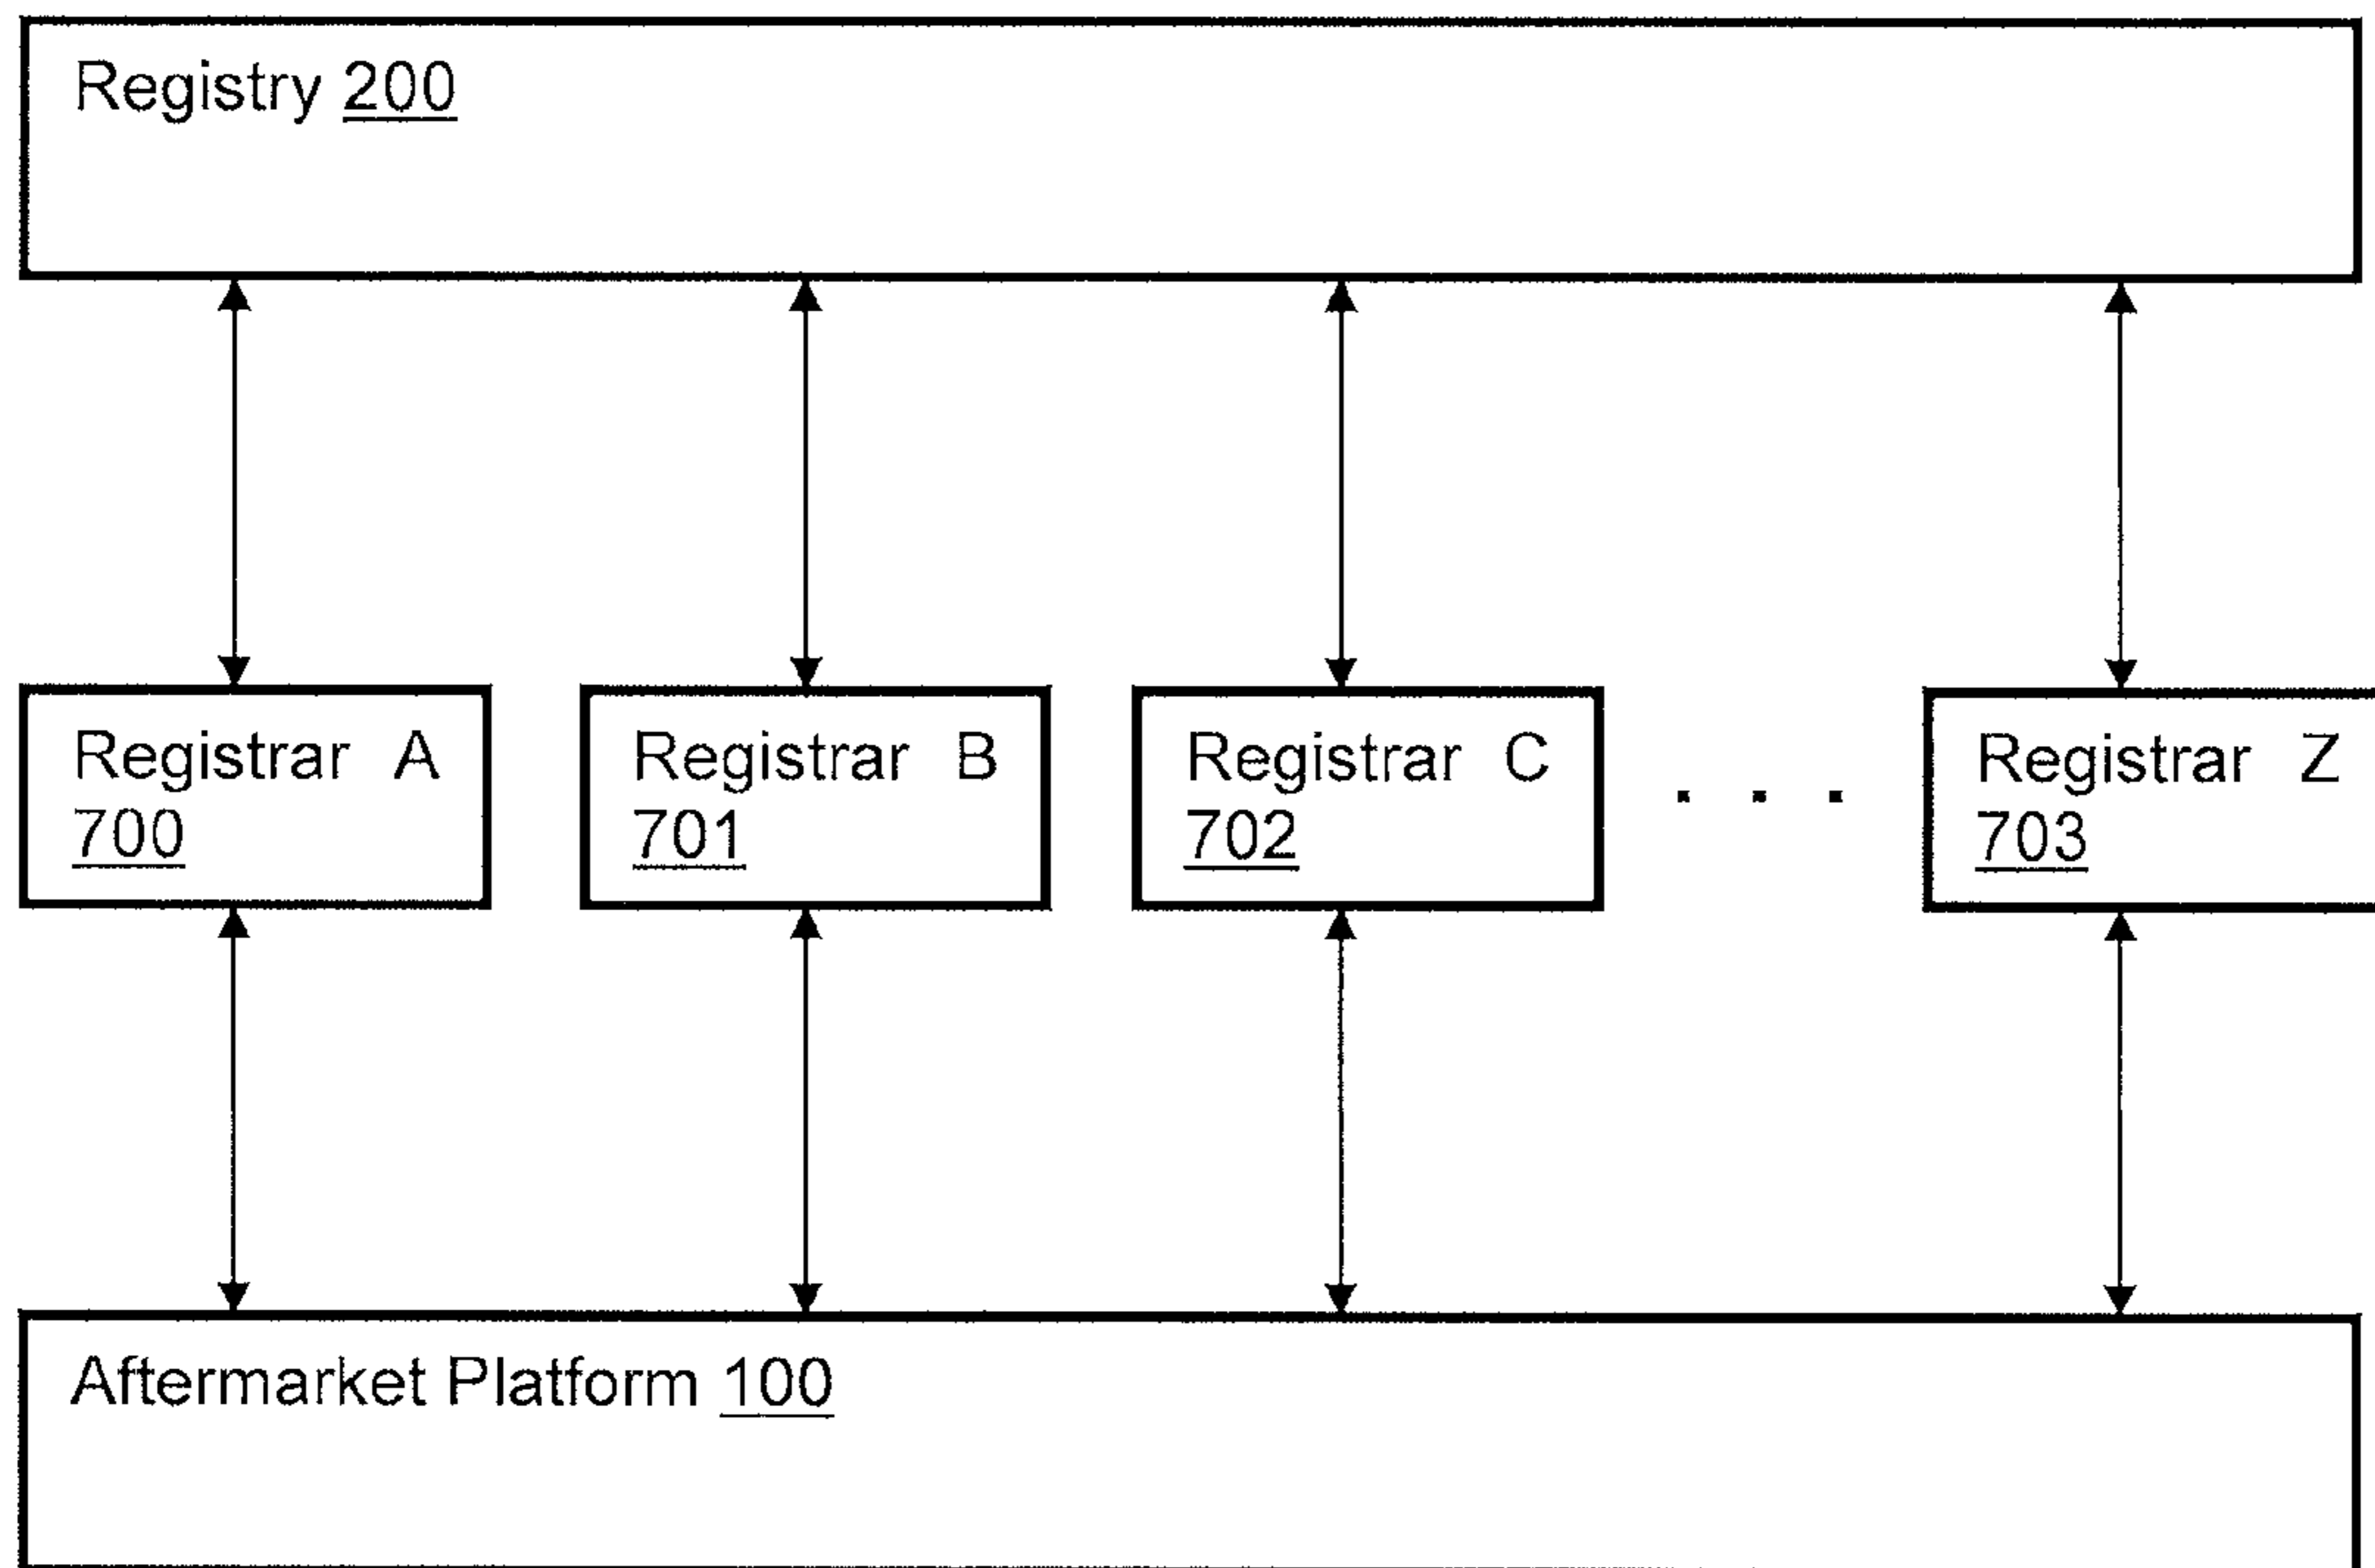 Registry 200
Registrar A
700
Registrar B
701
Registrar C
702
. . .
Registrar Z
703
Aftermarket Platform 100